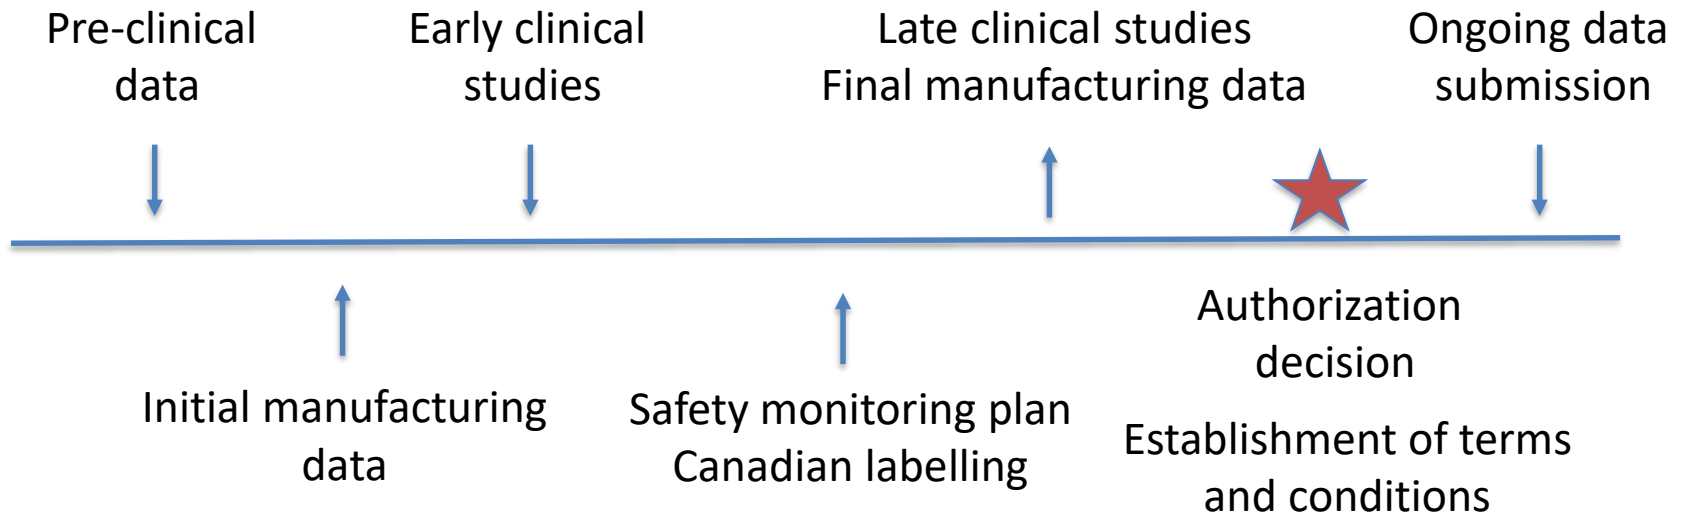 Pre-clinical
data
Early clinical
studies
Late clinical studies
Final manufacturing data
Ongoing data
submission
Initial manufacturing
data
Safety monitoring plan
Canadian labelling
Authorization
decision
Establishment of terms
and conditions